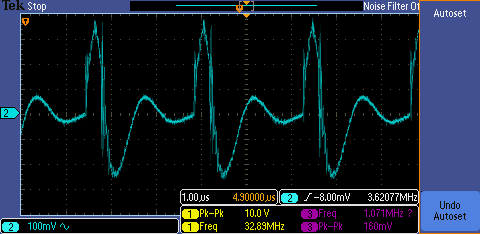 Tek Stop Noise Filter Of
Autoset
T
2
1.00µs 4.90000µs
2 -8.00mV 3.62077MHz
1 Pk-Pk 10.0 V 3 Freq 1.071MHz ?
1 Freq 32.89MHz 3 Pk-Pk 160mV
2 100mV
Undo
Autoset